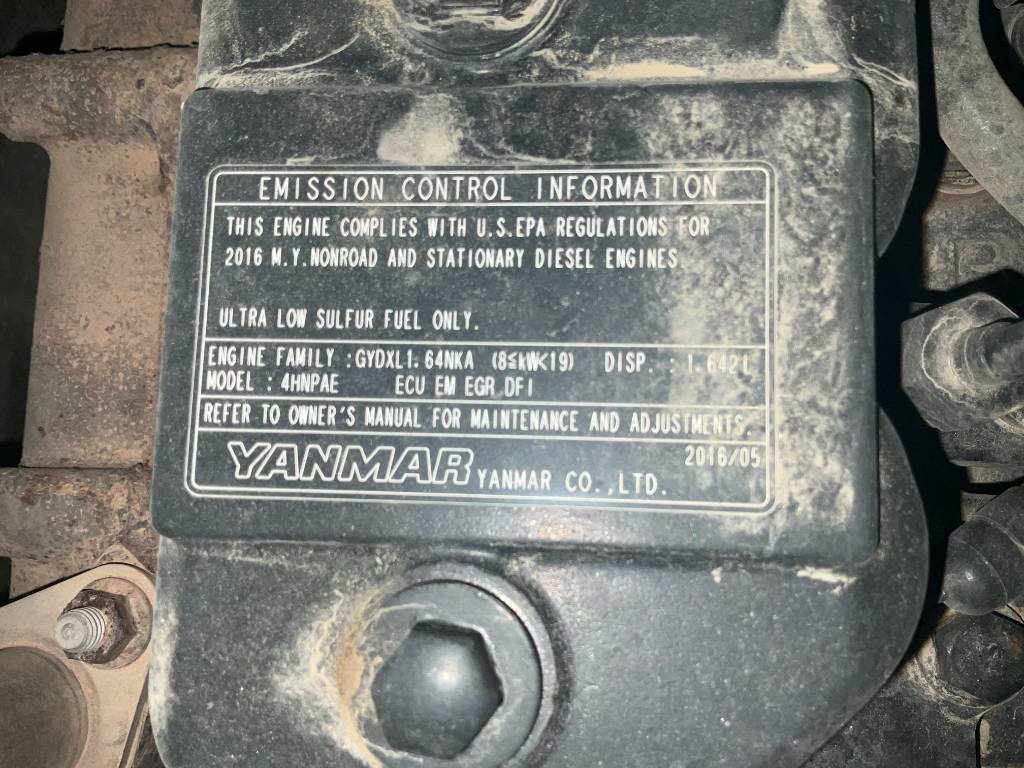 EMISSION CONTROL INFORMATION
THIS ENGINE COMPLIES WITH U.S.EPA REGULATIONS FOR
2016 M.Y.NONROAD AND STATIONARY DIESEL ENGINES.
ULTRA LOW SULFUR FUEL ONLY.
ENGINE FAMILY :GYDXL1.64NKA (8≤kW<19) DISP. : 1.642L
MODEL : 4HNPAE ECU EM EGR DFI
REFER TO OWNER'S MANUAL FOR MAINTENANCE AND ADJUSTMENTS.
2016/05
YANMAR YANMAR CO.,LTD.